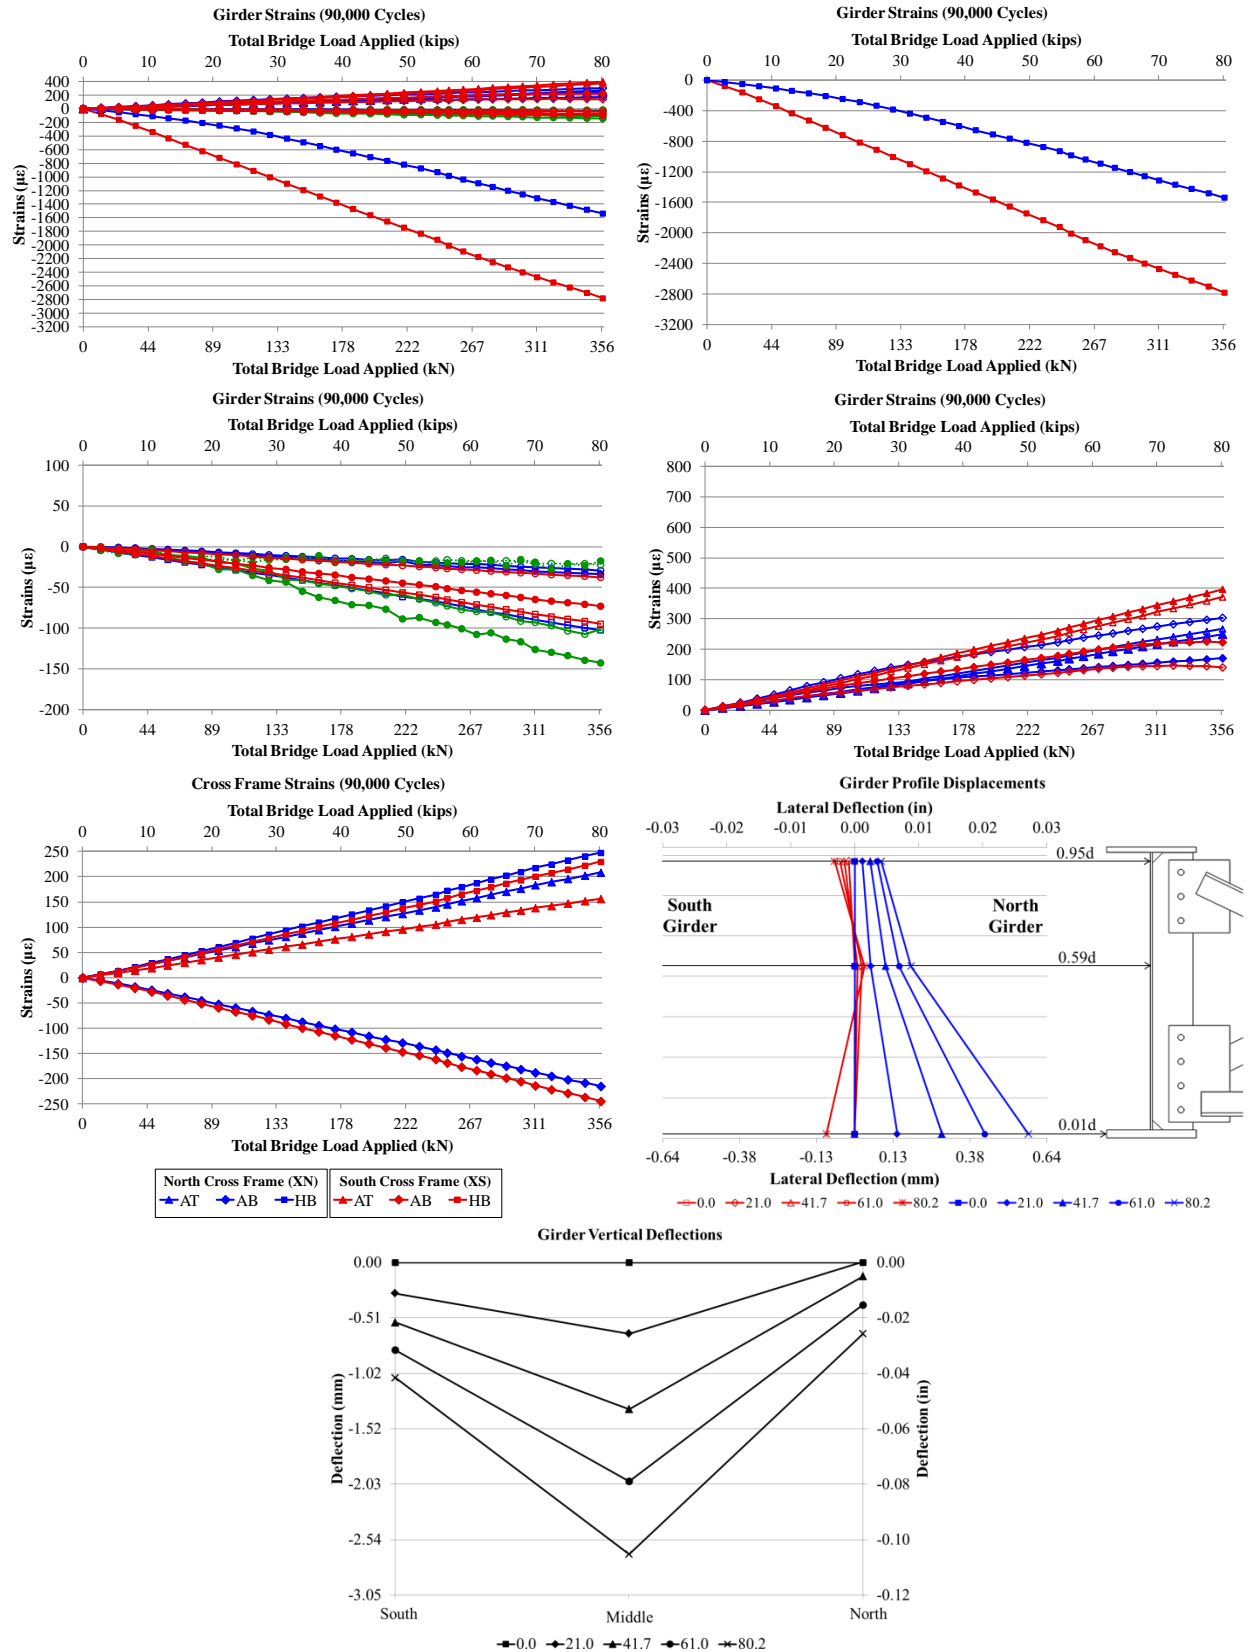 Girder Strains (90,000 Cycles)
Total Bridge Load Applied (kips)
0 10 20 30 40 50 60 70 80
400
200
0
-200
-400
-600
-800
-1000
-1200
-1400
-1600
-1800
-2000
-2200
-2400
-2600
-2800
-3000
-3200
Strains (με)
0 44 89 133 178 222 267 311 356
Total Bridge Load Applied (kN)
Girder Strains (90,000 Cycles)
Total Bridge Load Applied (kips)
0 10 20 30 40 50 60 70 80
0
-400
-800
-1200
-1600
-2000
-2400
-2800
-3200
Strains (με)
0 44 89 133 178 222 267 311 356
Total Bridge Load Applied (kN)
Girder Strains (90,000 Cycles)
Total Bridge Load Applied (kips)
0 10 20 30 40 50 60 70 80
100
50
0
-50
-100
-150
-200
Strains (με)
0 44 89 133 178 222 267 311 356
Total Bridge Load Applied (kN)
Girder Strains (90,000 Cycles)
Total Bridge Load Applied (kips)
0 10 20 30 40 50 60 70 80
800
700
600
500
400
300
200
100
0
Strains (με)
0 44 89 133 178 222 267 311 356
Total Bridge Load Applied (kN)
Cross Frame Strains (90,000 Cycles)
Total Bridge Load Applied (kips)
0 10 20 30 40 50 60 70 80
250
200
150
100
50
0
-50
-100
-150
-200
-250
Strains (με)
0 44 89 133 178 222 267 311 356
Total Bridge Load Applied (kN)
North Cross Frame (XN) South Cross Frame (XS)
AT AB HB AT AB HB
Girder Profile Displacements
Lateral Deflection (in)
-0.03 -0.02 -0.01 0.00 0.01 0.02 0.03
0.95d
South Girder
North Girder
0.59d
0.01d
-0.64 -0.38 -0.13 0.13 0.38 0.64
Lateral Deflection (mm)
0.0 21.0 41.7 61.0 80.2 0.0 21.0 41.7 61.0 80.2
Girder Vertical Deflections
0.00
-0.51
-1.02
-1.52
-2.03
-2.54
-3.05
Deflection (mm)
0.00
-0.02
-0.04
-0.06
-0.08
-0.10
-0.12
Deflection (in)
South Middle North
0.0 21.0 41.7 61.0 80.2